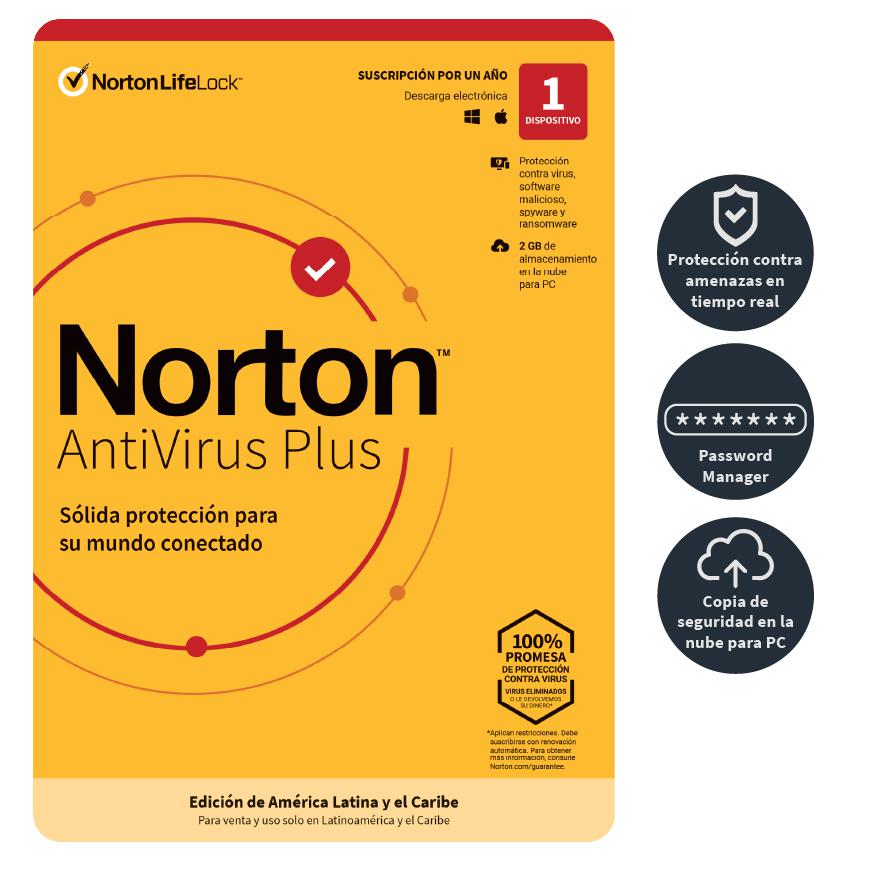 NortonLifeLock™
SUSCRIPCIÓN POR UN AÑO
Descarga electrónica
1
DISPOSITIVO
Protección
contra virus,
software
malicioso,
spyware y
ransomware
2 GB de
almacenamiento
en la nube
para PC
Norton™
AntiVirus Plus
Sólida protección para
su mundo conectado
100%
PROMESA
DE PROTECCIÓN
CONTRA VIRUS
VIRUS ELIMINADOS
O LE DEVOLVEMOS
SU DINERO*
*Aplican restricciones. Debe
suscribirse con renovación
automática. Para obtener
más información, consune
Norton.com/guarantee.
Edición de América Latina y el Caribe
Para venta y uso solo en Latinoamérica y el Caribe
Protección contra
amenazas en
tiempo real
*******
Password
Manager
Copia de
seguridad en la
nube para PC